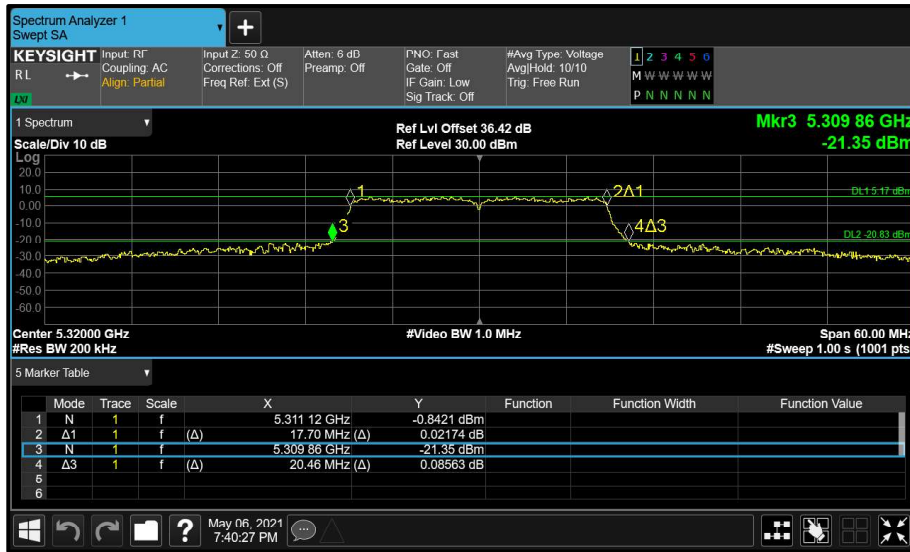 Spectrum Analyzer 1
Swept SA
+
KEYSIGHT Input: RF Input Z: 50 Ω Atten: 6 dB PNO: Fast #Avg Type: Voltage 1 2 3 4 5 6
RL Coupling: AC Corrections: Off Preamp: Off Gate: Off Avg|Hold: 10/10 M W W W W W
Align: Partial Freq Ref: Ext (S) IF Gain: Low Trig: Free Run
LXI Sig Track: Off P N N N N N
1 Spectrum Ref Lvl Offset 36.42 dB Mkr3 5.309 86 GHz
Scale/Div 10 dB Ref Level 30.00 dBm -21.35 dBm
Log
20.0
10.0 1 2Δ1 DL1 5.17 dBm
0.00
-10.0 3 4Δ3
-20.0 DL2 -20.83 dBm
-30.0
-40.0
-50.0
-60.0
Center 5.32000 GHz #Video BW 1.0 MHz Span 60.00 MHz
#Res BW 200 kHz #Sweep 1.00 s (1001 pts
5 Marker Table
Mode Trace Scale X Y Function Function Width Function Value
1 N 1 f 5.311 12 GHz -0.8421 dBm
2 Δ1 1 f (Δ) 17.70 MHz (Δ) 0.02174 dB
3 N 1 f 5.309 86 GHz -21.35 dBm
4 Δ3 1 f (Δ) 20.46 MHz (Δ) 0.08563 dB
5
6
? May 06, 2021
7:40:27 PM